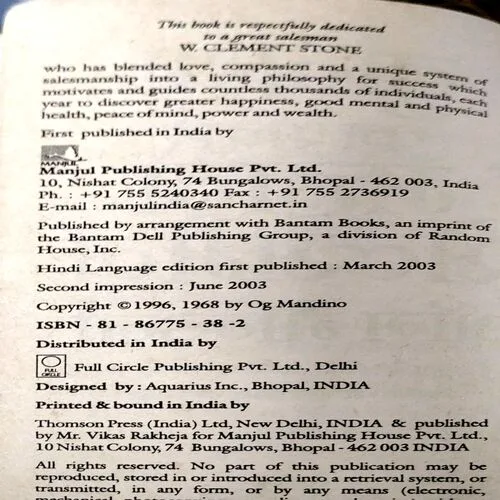 This book is respectfully dedicated
to a great salesman
W. CLEMENT STONE
who has blended love, compassion and a unique system of
salesmanship into a living philosophy for success which
motivates and guides countless thousands of individuals, each
year to discover greater happiness, good mental and physical
health, peace of mind, power and wealth.
First published in India by
MANJUL
Manjul Publishing House Pvt. Ltd.
10, Nishat Colony, 74 Bungalows, Bhopal - 462 003, India
Ph. : +91 755 5240340 Fax : +91 755 2736919
E-mail : manjulindia@sancharnet.in
Published by arrangement with Bantam Books, an imprint of
the Bantam Dell Publishing Group, a division of Random
House, Inc.
Hindi Language edition first published : March 2003
Second impression : June 2003
Copyright ©1996, 1968 by Og Mandino
ISBN - 81 - 86775 - 38 -2
Distributed in India by
FULL CIRCLE
Full Circle Publishing Pvt. Ltd., Delhi
Designed by : Aquarius Inc., Bhopal, INDIA
Printed & bound in India by
Thomson Press (India) Ltd, New Delhi, INDIA & published
by Mr. Vikas Rakheja for Manjul Publishing House Pvt. Ltd.,
10 Nishat Colony, 74 Bungalows, Bhopal - 462 003 INDIA
All rights reserved. No part of this publication may be
reproduced, stored in or introduced into a retrieval system, or
transmitted, in any form, or by any means (electronic,